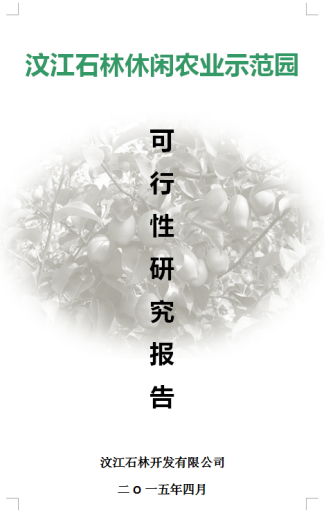 汶江石林休闲农业示范园
可行性研究报告
汶江石林开发有限公司
二o一五年四月